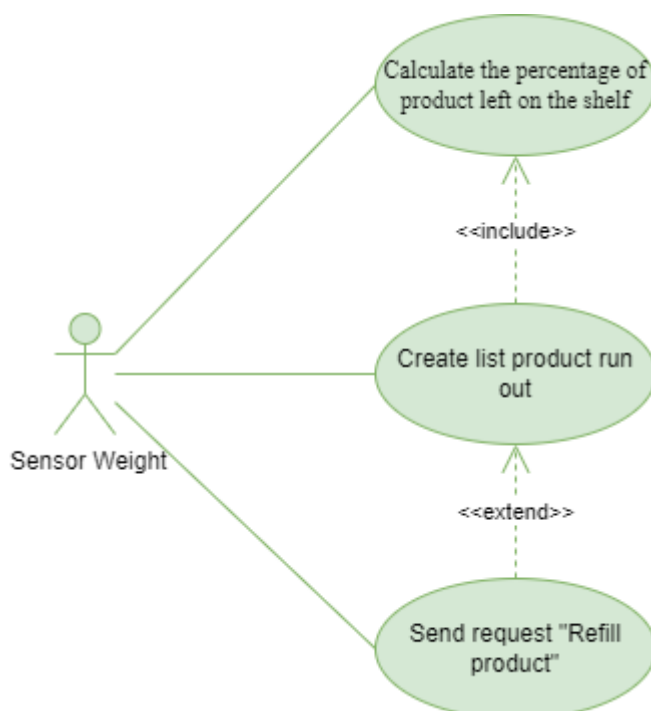 Calculate the percentage of
product left on the shelf
<<include>>
Create list product run
out
Sensor Weight
<<extend>>
Send request "Refill
product"